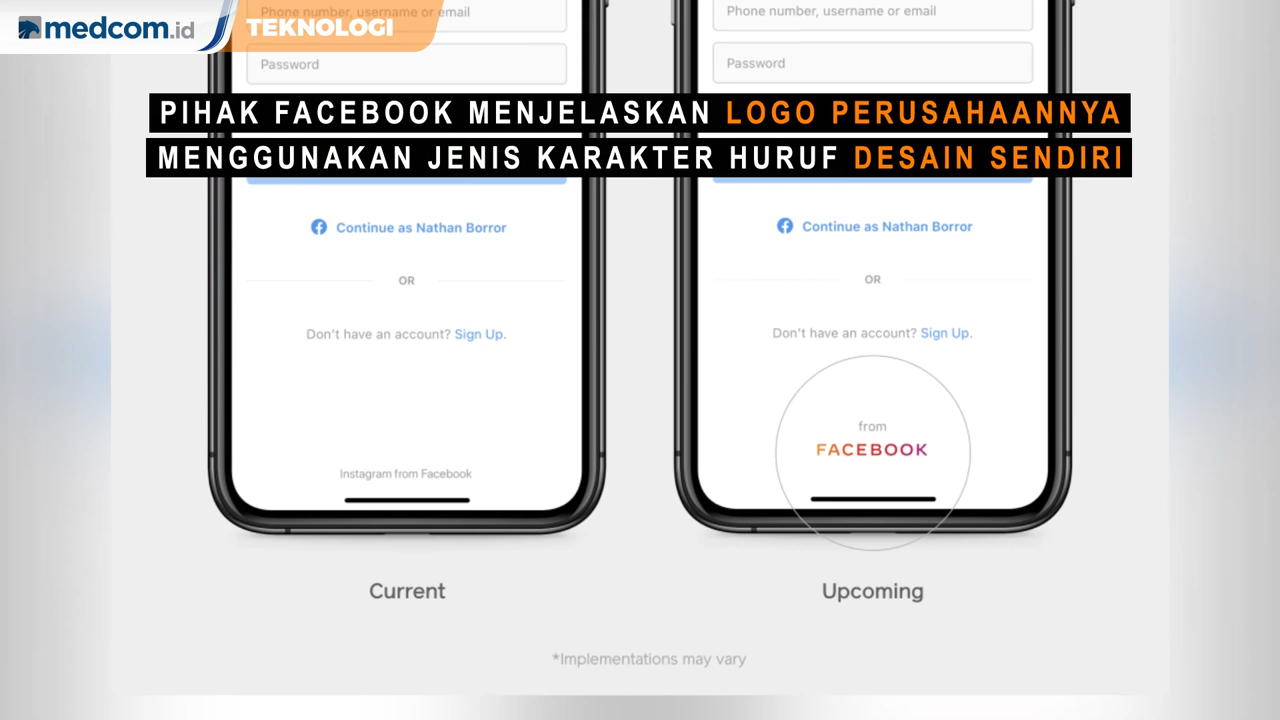 medcom.id
TEKNOLOGI
Phone number, username or email
Password
Phone number, username or email
Password
PIHAK FACEBOOK MENJELASKAN LOGO PERUSAHAANNYA
MENGGUNAKAN JENIS KARAKTER HURUF DESAIN SENDIRI
Continue as Nathan Borror
OR
Don't have an account? Sign Up.
Instagram from Facebook
Current
Continue as Nathan Borror
OR
Don't have an account? Sign Up.
from
FACEBOOK
Upcoming
*Implementations may vary